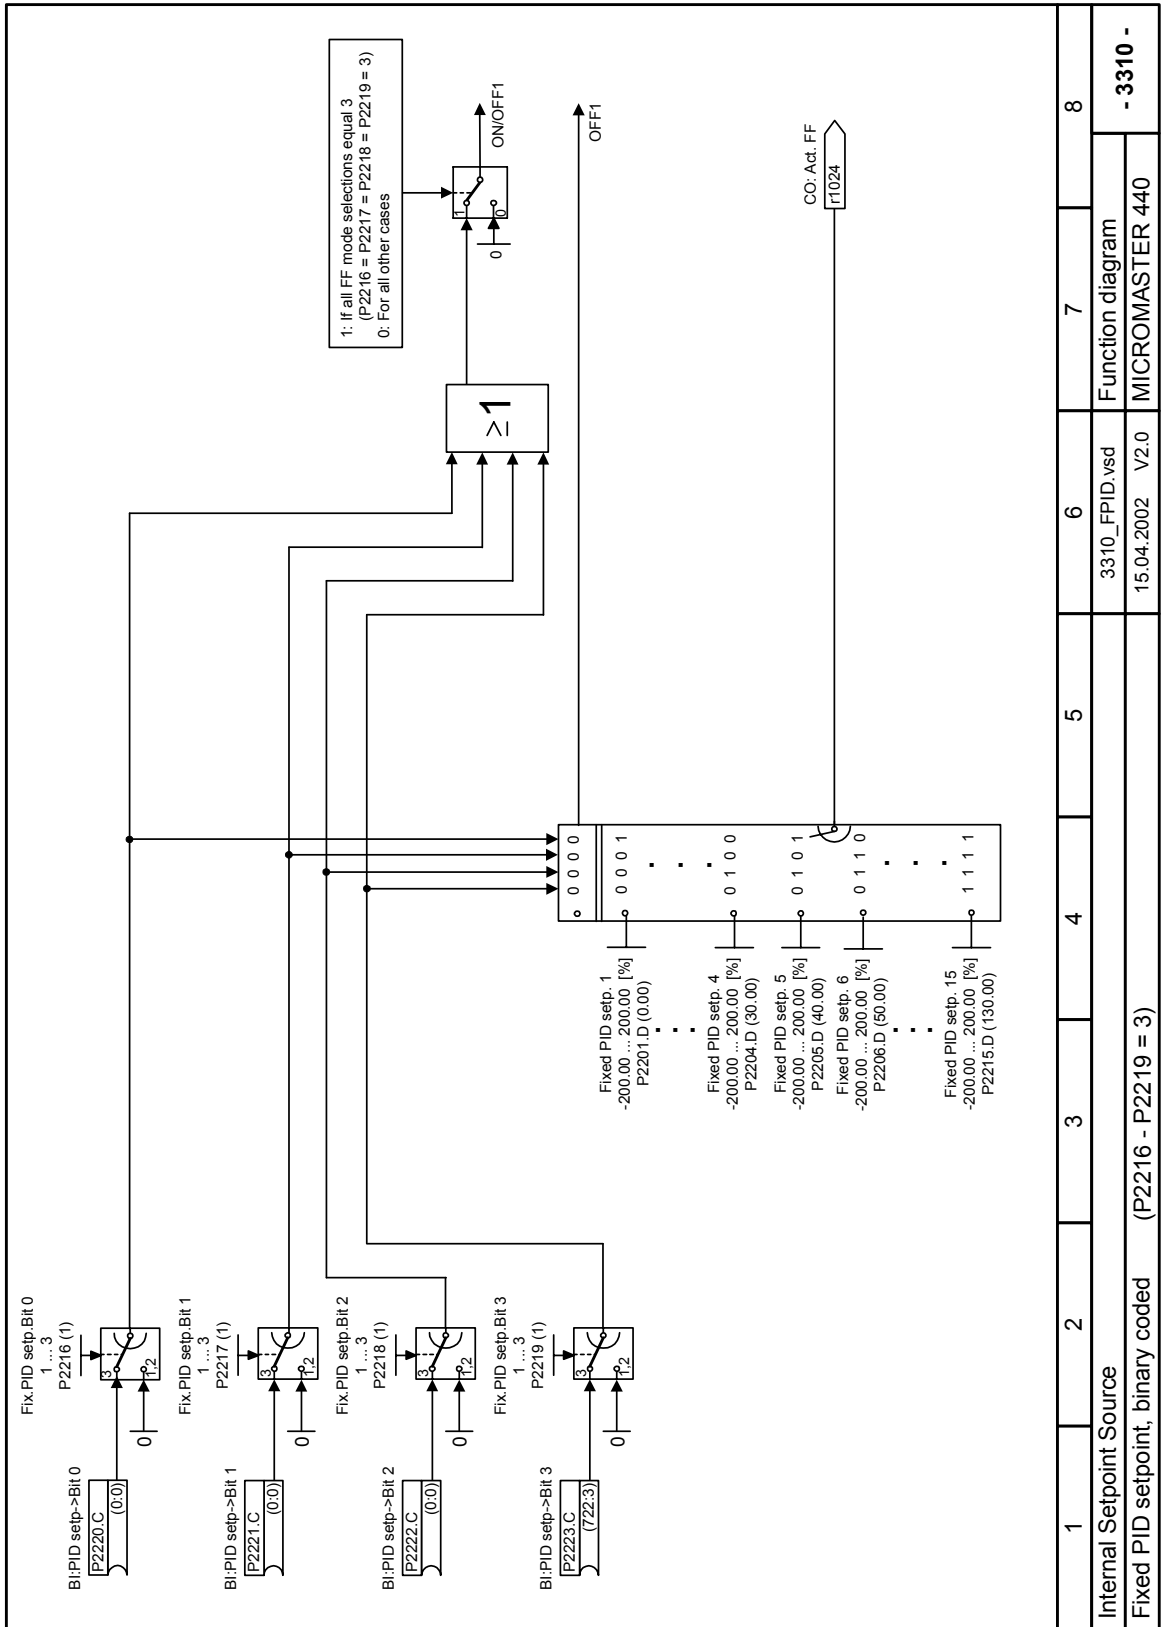 BI:PID setp->Bit 0
P2220.C
(0:0)
0
Fix.PID setp.Bit 0
1 ... 3
P2216 (1)
3
1,2
BI:PID setp->Bit 1
P2221.C
(0:0)
0
Fix.PID setp.Bit 1
1 ... 3
P2217 (1)
3
1,2
BI:PID setp->Bit 2
P2222.C
(0:0)
0
Fix.PID setp.Bit 2
1 ... 3
P2218 (1)
3
1,2
BI:PID setp->Bit 3
P2223.C
(722:3)
0
Fix.PID setp.Bit 3
1 ... 3
P2219 (1)
3
1,2
≥1
1: If all FF mode selections equal 3
(P2216 = P2217 = P2218 = P2219 = 3)
0: For all other cases
1
0
0
ON/OFF1
0 0 0 0
OFF1
Fixed PID setp. 1
-200.00 ... 200.00 [%]
P2201.D (0.00)
0 0 0 1
. . .
. . .
Fixed PID setp. 4
-200.00 ... 200.00 [%]
P2204.D (30.00)
0 1 0 0
Fixed PID setp. 5
-200.00 ... 200.00 [%]
P2205.D (40.00)
0 1 0 1
CO: Act. FF
r1024
Fixed PID setp. 6
-200.00 ... 200.00 [%]
P2206.D (50.00)
0 1 1 0
. . .
. . .
Fixed PID setp. 15
-200.00 ... 200.00 [%]
P2215.D (130.00)
1 1 1 1
1 2 3 4 5 6 7 8
Internal Setpoint Source 3310_FPID.vsd Function diagram - 3310 -
Fixed PID setpoint, binary coded (P2216 - P2219 = 3) 15.04.2002 V2.0 MICROMASTER 440